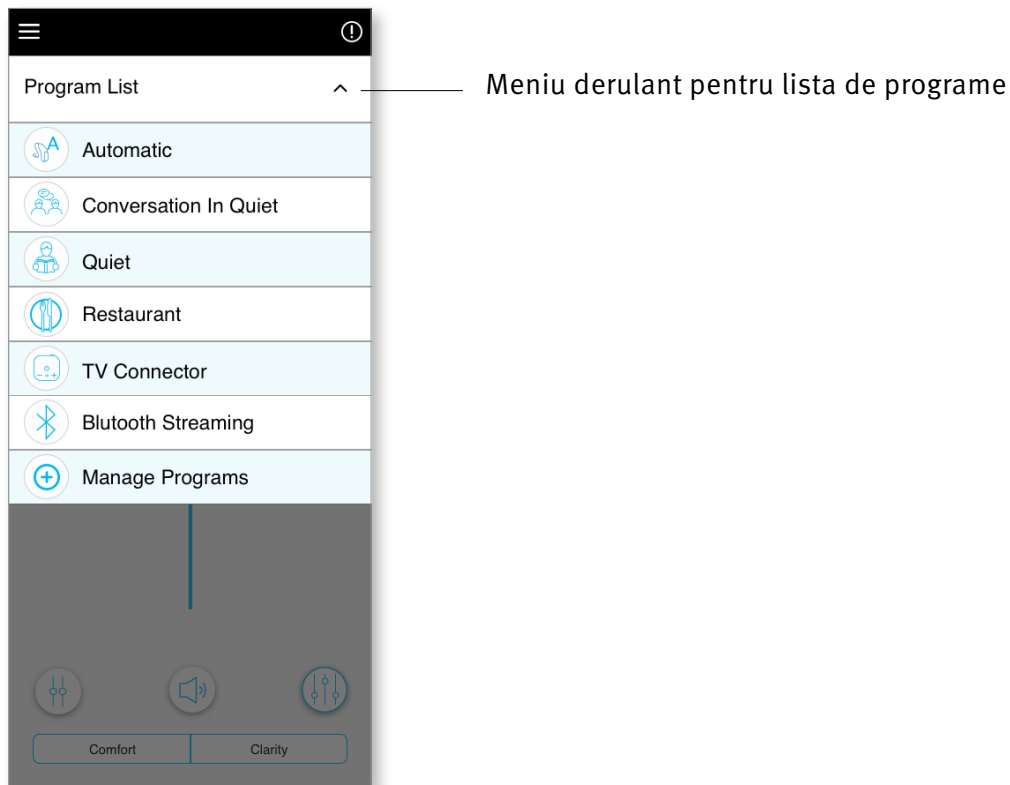 Program List
Meniu derulant pentru lista de programe
Automatic
Conversation In Quiet
Quiet
Restaurant
TV Connector
Blutooth Streaming
Manage Programs
Comfort
Clarity